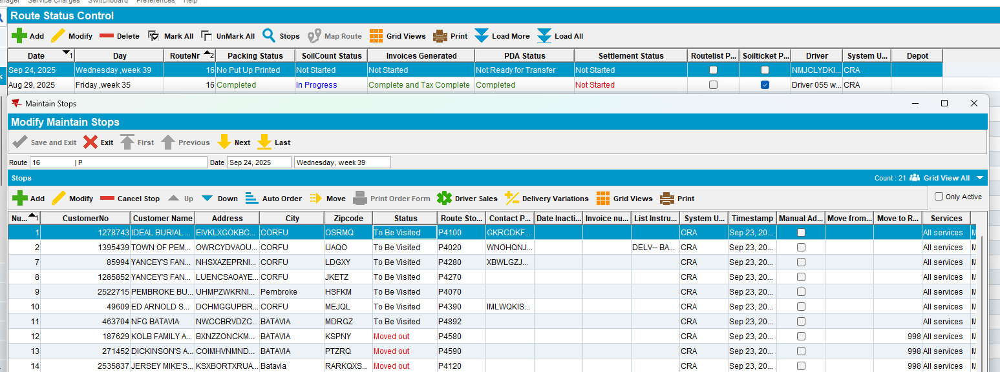 anager Service Charges Switchboard Preferences Help
Route Status Control
Add Modify Delete Mark All UnMark All Stops Map Route Grid Views Print Load More Load All
Date 1 Day RouteNr 2 Packing Status SoilCount Status Invoices Generated PDA Status Settlement Status Routelist P... Soilticket P... Driver System U... Depot
Sep 24, 2025 Wednesday ,week 39 16 No Put Up Printed Not Started Not Started Not Ready for Transfer Not Started NMJCLYDKI... CRA
Aug 29, 2025 Friday ,week 35 16 Completed In Progress Complete and Tax Complete Completed Not Started Driver 055 w... CRA
Maintain Stops
Modify Maintain Stops
Save and Exit Exit First Previous Next Last
Route 16 | P Date Sep 24, 2025 Wednesday, week 39
Stops Count : 21 Grid View All
Add Modify Cancel Stop Up Down Auto Order Move Print Order Form Driver Sales Delivery Variations Grid Views Print Only Active
Nu... 1 CustomerNo Customer Name Address City Zipcode Status Route Sto... Contact P... Date Inacti... Invoice nu... List Instru... System U... Timestamp Manual Ad... Move from... Move to R... Services
1 1278743 IDEAL BURIAL ... EIVKLXGOKBC... CORFU OSRMQ To Be Visited P4100 GKRCDKF... CRA Sep 23, 20... All services M
2 1395439 TOWN OF PEM... OWRCYDVAOU... CORFU IJAQO To Be Visited P4020 WNOHQNJ... DELV-- BA... CRA Sep 23, 20... All services M
7 85994 YANCEY'S FAN... NHSXAZEPRNI... CORFU LDGXY To Be Visited P4280 XBWLGZJ... CRA Sep 23, 20... All services M
8 1285852 YANCEY'S FAN... LUENCSAOAYE... CORFU JKETZ To Be Visited P4270 CRA Sep 23, 20... All services M
9 2522715 PEMBROKE BU... UHMPZWKRNI... Pembroke HSFKM To Be Visited P4070 CRA Sep 23, 20... All services M
10 49609 ED ARNOLD S... DCHMGGUPBR... CORFU MEJQL To Be Visited P4390 IMLWQKIS... CRA Sep 23, 20... All services M
11 463704 NFG BATAVIA NWCCBRVDZC... BATAVIA MDRGZ To Be Visited P4892 CRA Sep 23, 20... All services M
12 187629 KOLB FAMILY A... BXNZZONCKM... BATAVIA KSPNY Moved out P4580 CRA Sep 23, 20... 998 All services M
13 271452 DICKINSON'S A... COIMHVNMND... BATAVIA PTZRQ Moved out P4590 CRA Sep 23, 20... 998 All services M
14 2535837 JERSEY MIKE'S... KSXBORTXRUA... Batavia RARKQXS... Moved out P4120 CRA Sep 23, 20... 998 All services M